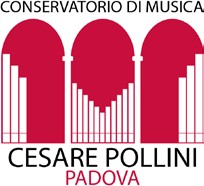 CONSERVATORIO DI MUSICA
CESARE POLLINI
PADOVA